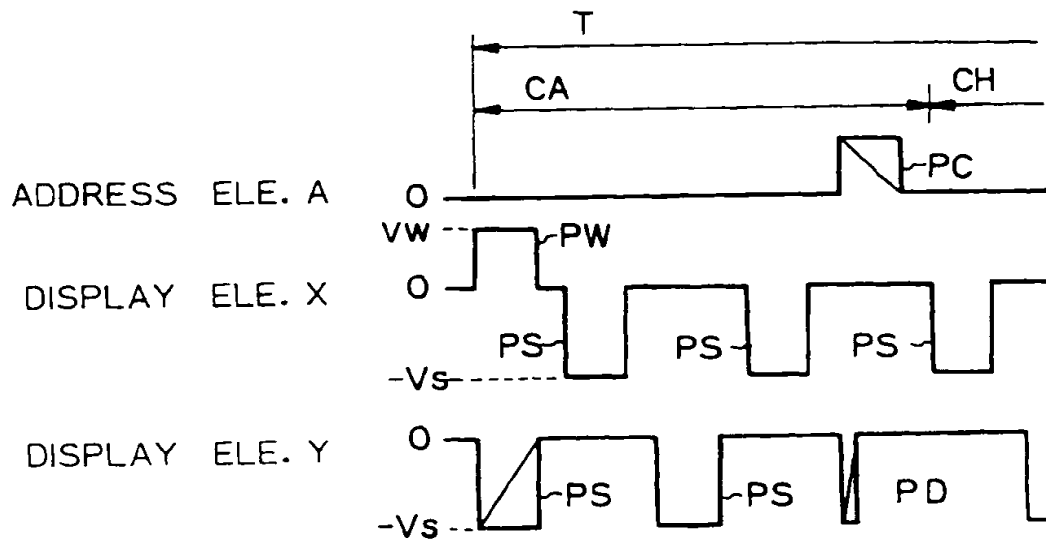 T
CA CH
PC
ADDRESS ELE. A 0
VW PW
DISPLAY ELE. X 0
PS PS PS
-Vs
DISPLAY ELE. Y 0
PS PS PD
-Vs